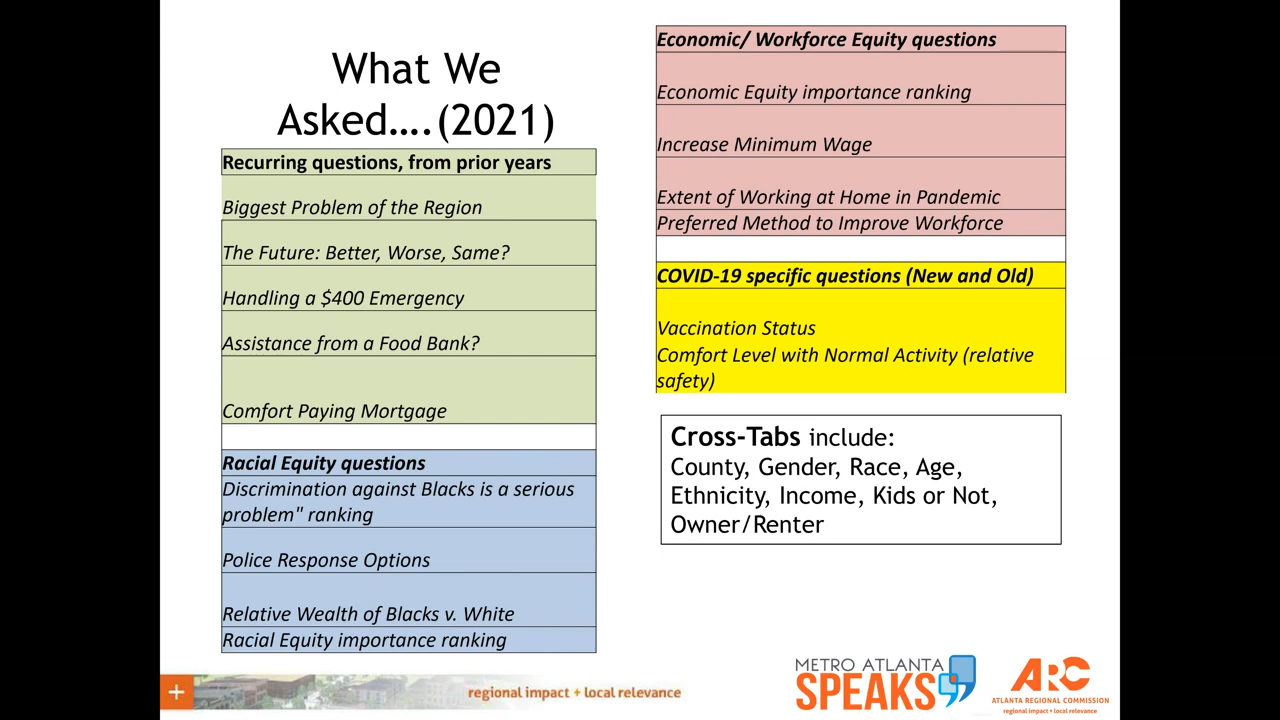 What We
Asked....(2021)
Recurring questions, from prior years
Biggest Problem of the Region
The Future: Better, Worse, Same?
Handling a $400 Emergency
Assistance from a Food Bank?
Comfort Paying Mortgage
Racial Equity questions
Discrimination against Blacks is a serious
problem" ranking
Police Response Options
Relative Wealth of Blacks v. White
Racial Equity importance ranking
Economic/ Workforce Equity questions
Economic Equity importance ranking
Increase Minimum Wage
Extent of Working at Home in Pandemic
Preferred Method to Improve Workforce
COVID-19 specific questions (New and Old)
Vaccination Status
Comfort Level with Normal Activity (relative
safety)
Cross-Tabs include:
County, Gender, Race, Age,
Ethnicity, Income, Kids or Not,
Owner/Renter
+
regional impact + local relevance
METRO ATLANTA
SPEAKS
ARC
ATLANTA REGIONAL COMMISSION
regional impact + local relevance